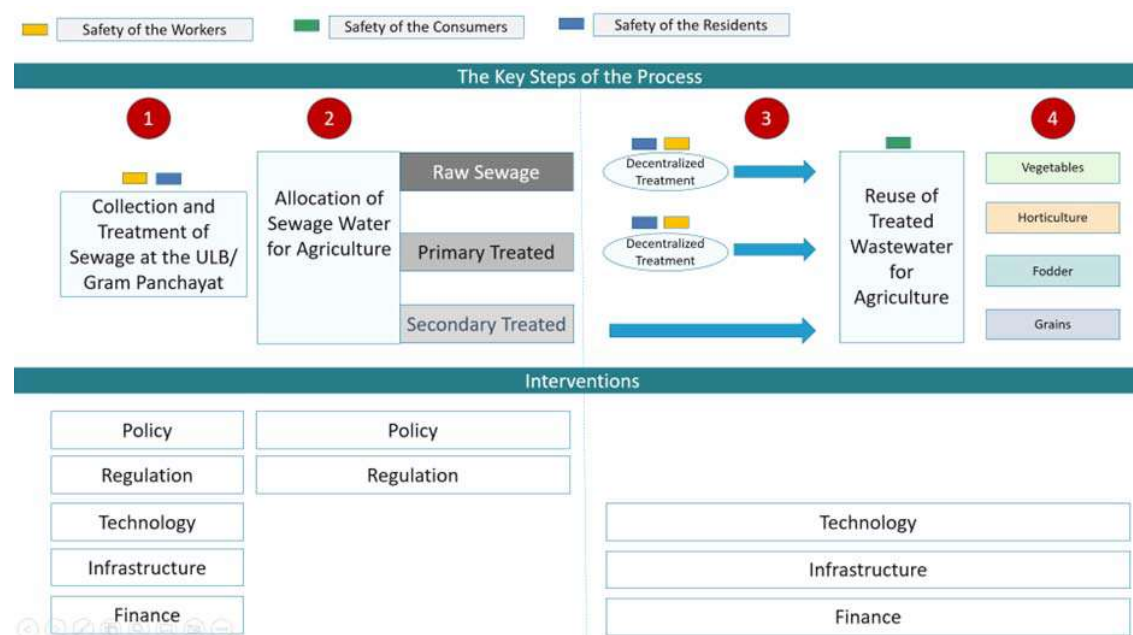 Safety of the Workers
Safety of the Consumers
Safety of the Residents
The Key Steps of the Process
1
2
3
4
Collection and
Treatment of
Sewage at the ULB/
Gram Panchayat
Allocation of
Sewage Water
for Agriculture
Raw Sewage
Primary Treated
Secondary Treated
Decentralized
Treatment
Decentralized
Treatment
Reuse of
Treated
Wastewater
for
Agriculture
Vegetables
Horticulture
Fodder
Grains
Interventions
Policy
Regulation
Technology
Infrastructure
Finance
Policy
Regulation
Technology
Infrastructure
Finance